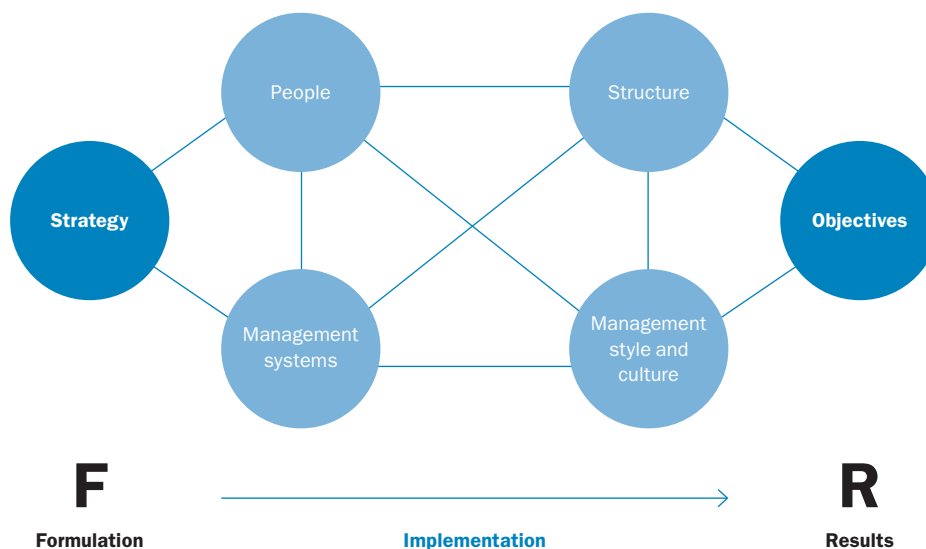 People
Structure
Strategy
Objectives
Management
systems
Management
style and
culture
F
R
Formulation
Implementation
Results